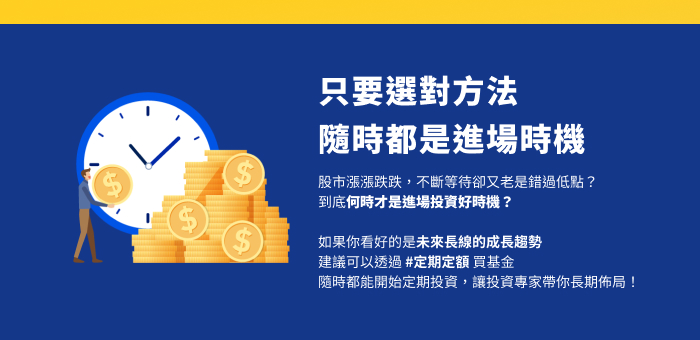 只要選對方法
隨時都是進場時機
股市漲漲跌跌，不斷等待卻又老是錯過低點？
到底何時才是進場投資好時機？
如果你看好的是未來長線的成長趨勢
建議可以透過 #定期定額 買基金
隨時都能開始定期投資，讓投資專家帶你長期佈局！